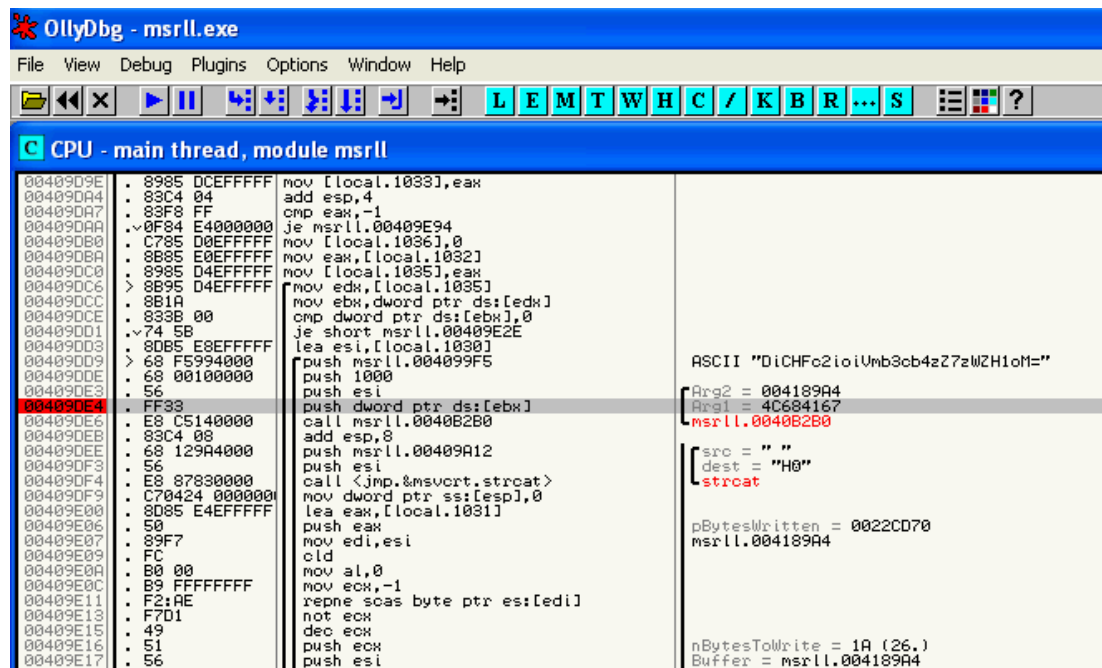 OllyDbg - msrll.exe
File View Debug Plugins Options Window Help
L E M T W H C / K B R ... S ?
C CPU - main thread, module msrll
00409D9E . 8985 DCEFFFFF mov [local.1033],eax
00409DA4 . 83C4 04 add esp,4
00409DA7 . 83F8 FF cmp eax,-1
00409DAA .v0F84 E4000000 je msrll.00409E94
00409DB0 . C785 D0EFFFFF mov [local.1036],0
00409DBA . 8B85 E0EFFFFF mov eax,[local.1032]
00409DC0 . 8985 D4EFFFFF mov [local.1035],eax
00409DC6 > 8B95 D4EFFFFF mov edx,[local.1035]
00409DCC . 8B1A mov ebx,dword ptr ds:[edx]
00409DCE . 833B 00 cmp dword ptr ds:[ebx],0
00409DD1 .v74 5B je short msrll.00409E2E
00409DD3 . 8DB5 E8EFFFFF lea esi,[local.1030]
00409DD9 > 68 F5994000 push msrll.004099F5 ASCII "DiCHFc2ioiVmb3cb4zZ7zWZH1oM="
00409DDE . 68 00100000 push 1000
00409DE3 . 56 push esi Arg2 = 004189A4
00409DE4 . FF33 push dword ptr ds:[ebx] Arg1 = 4C684167
00409DE6 . E8 C5140000 call msrll.0040B2B0 msrll.0040B2B0
00409DEB . 83C4 08 add esp,8
00409DEE . 68 129A4000 push msrll.00409A12 src = " "
00409DF3 . 56 push esi dest = "H0"
00409DF4 . E8 87830000 call <jmp.&msvcrt.strcat> strcat
00409DF9 . C70424 0000000 mov dword ptr ss:[esp],0
00409E00 . 8D85 E4EFFFFF lea eax,[local.1031]
00409E06 . 50 push eax pBytesWritten = 0022CD70
00409E07 . 89F7 mov edi,esi msrll.004189A4
00409E09 . FC cld
00409E0A . B0 00 mov al,0
00409E0C . B9 FFFFFFFF mov ecx,-1
00409E11 . F2:AE repne scas byte ptr es:[edi]
00409E13 . F7D1 not ecx
00409E15 . 49 dec ecx
00409E16 . 51 push ecx nBytesToWrite = 1A (26.)
00409E17 . 56 push esi Buffer = msrll.004189A4